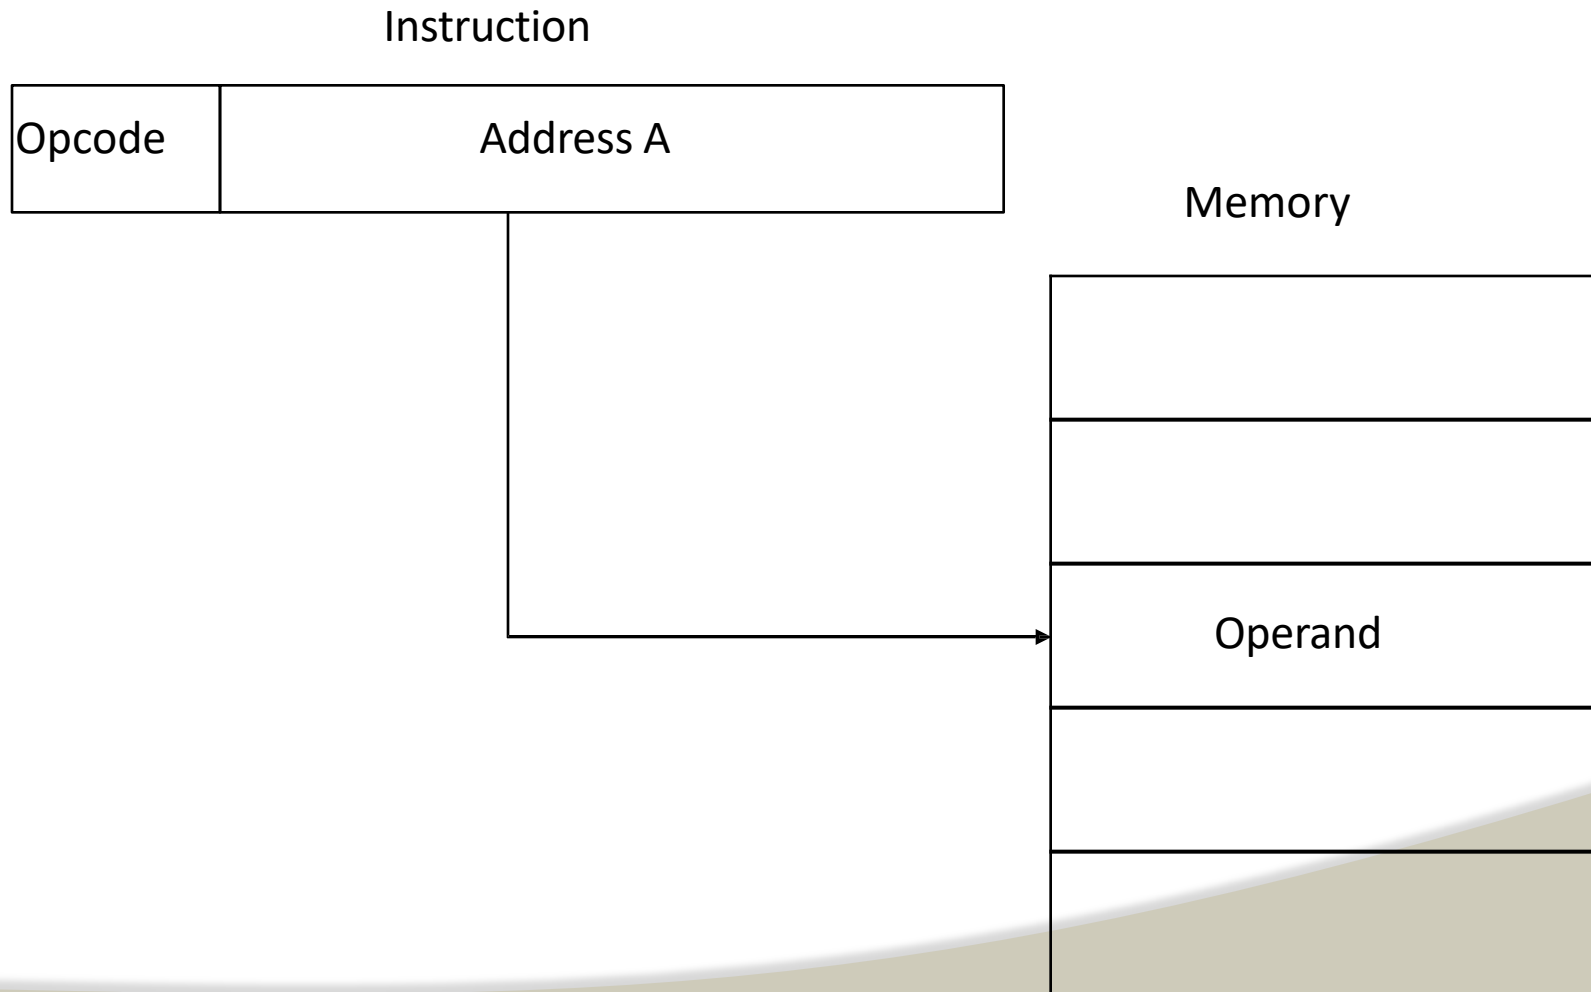 Instruction
Opcode
Address A
Memory
Operand